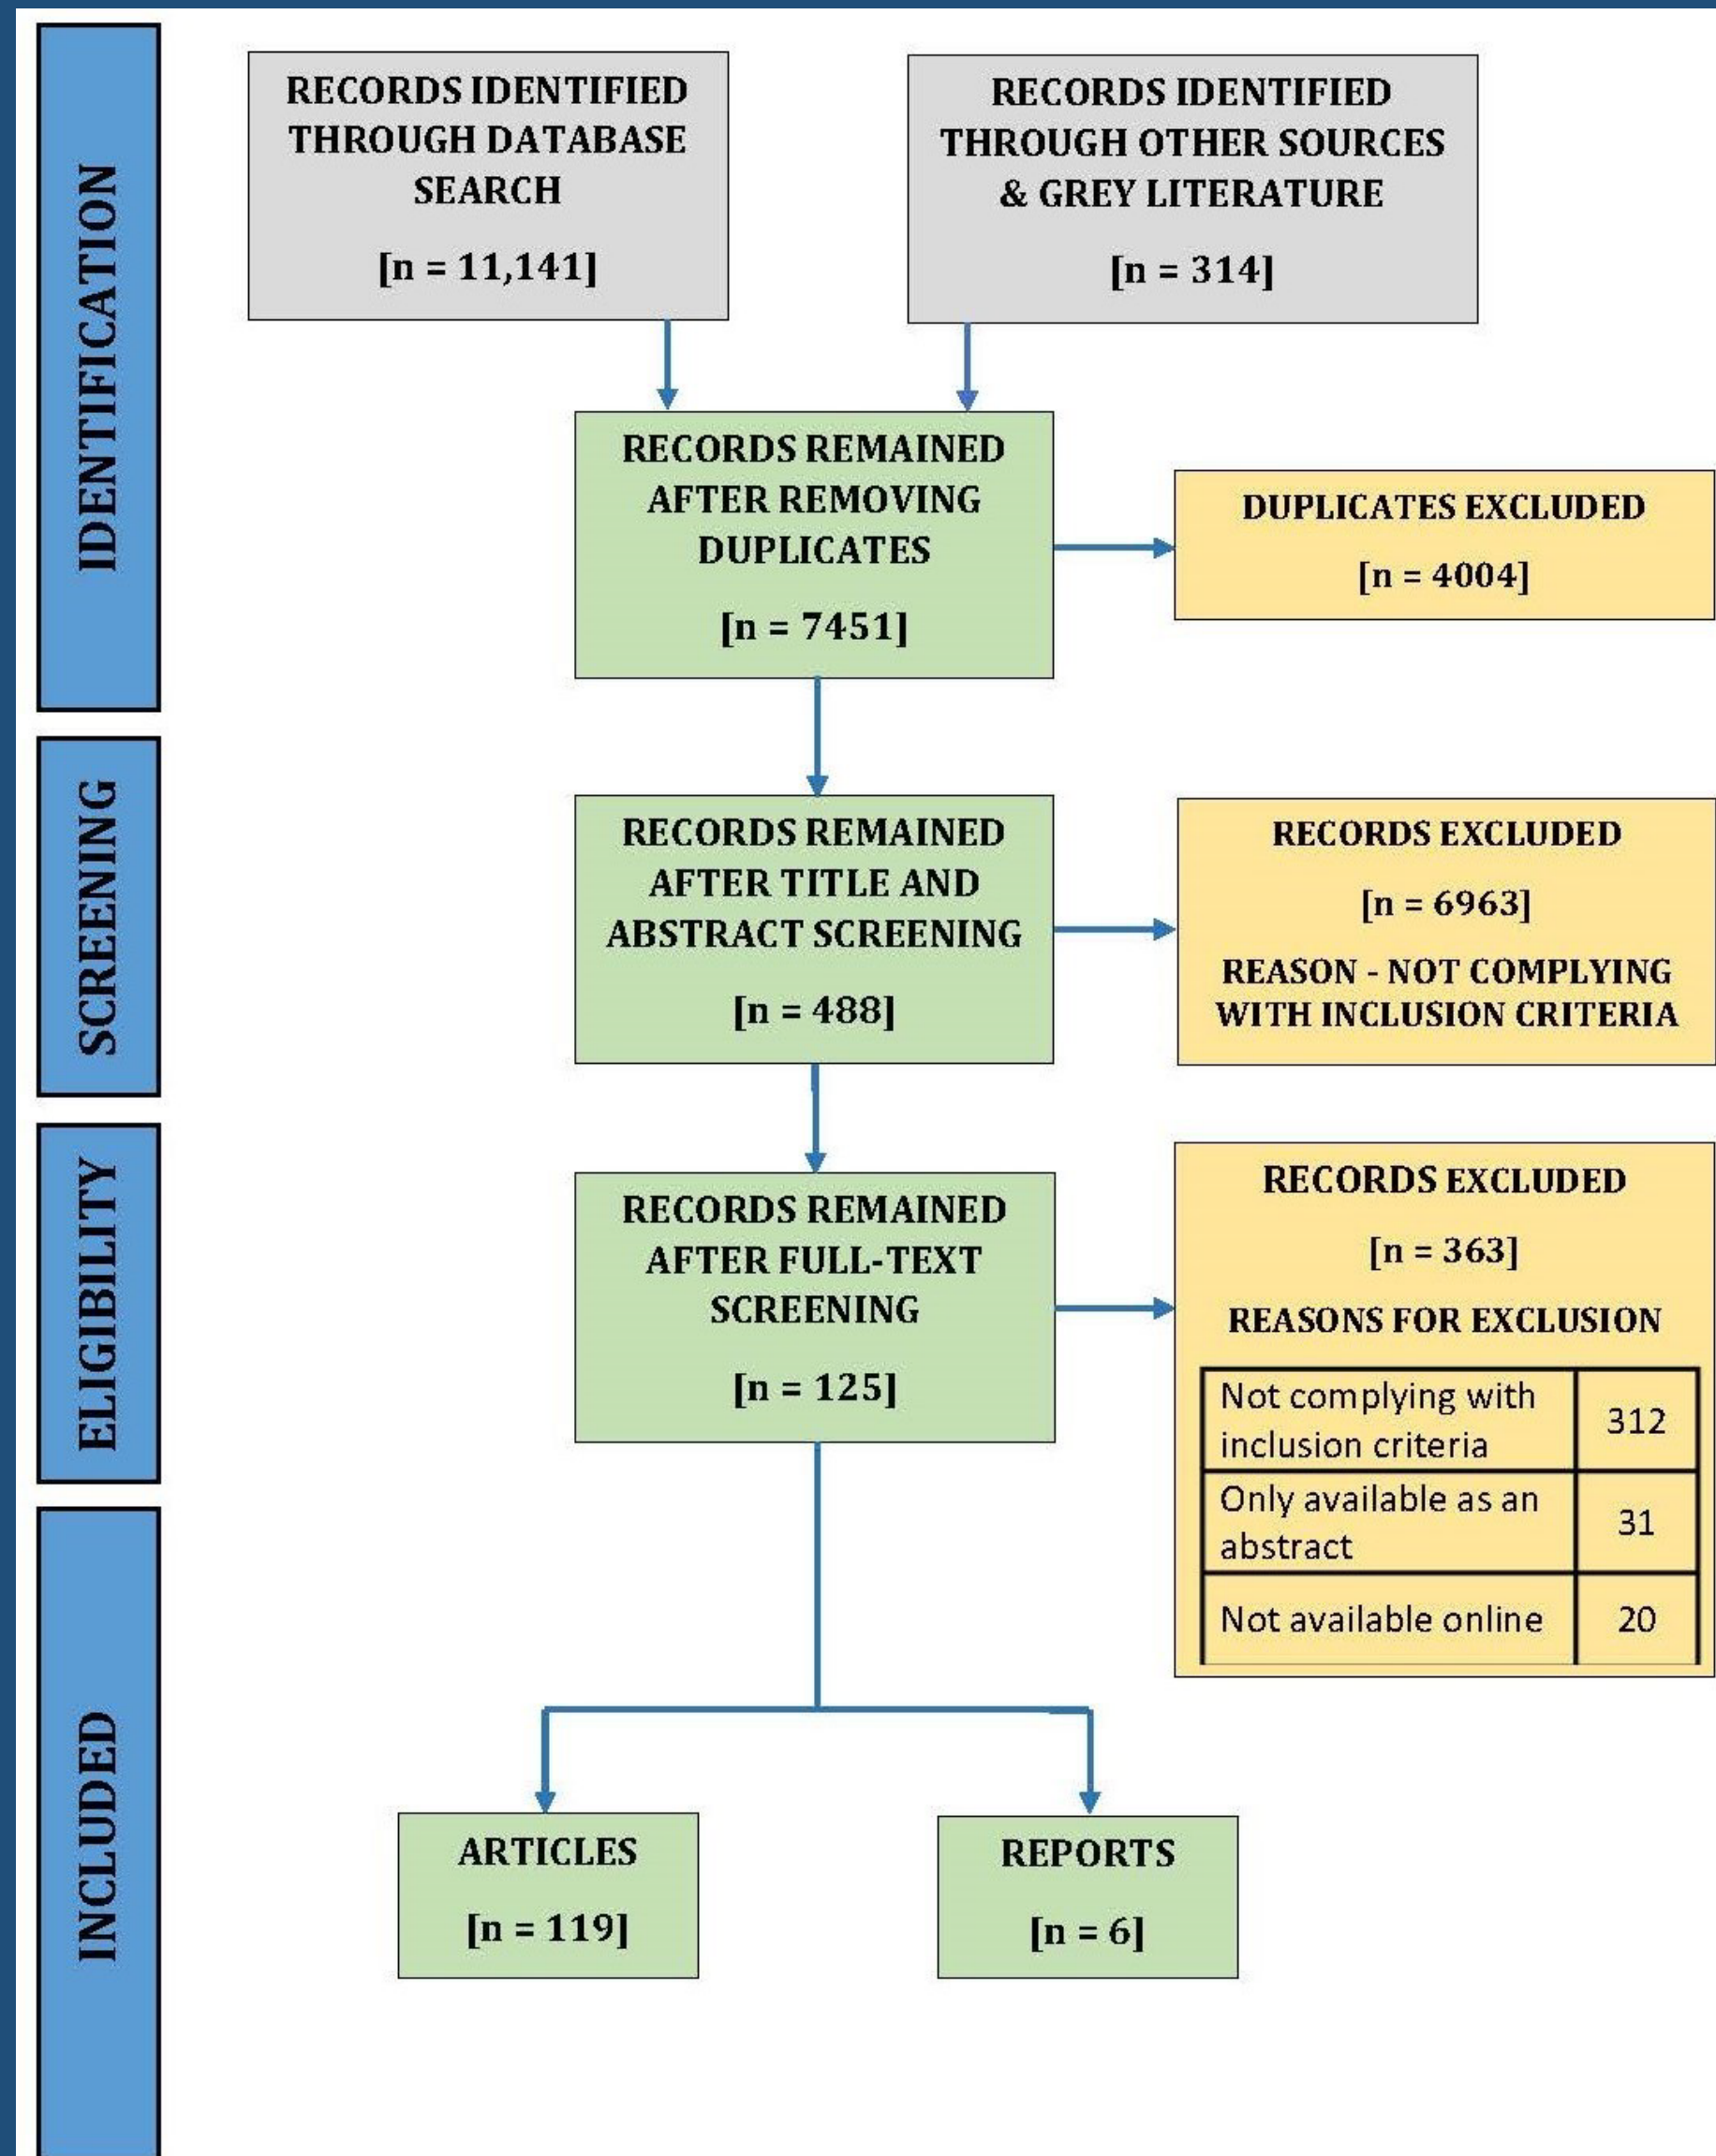 IDENTIFICATION
RECORDS IDENTIFIED
THROUGH DATABASE
SEARCH
[n = 11,141]
RECORDS IDENTIFIED
THROUGH OTHER SOURCES
& GREY LITERATURE
[n = 314]
RECORDS REMAINED
AFTER REMOVING
DUPLICATES
[n = 7451]
DUPLICATES EXCLUDED
[n = 4004]
SCREENING
RECORDS REMAINED
AFTER TITLE AND
ABSTRACT SCREENING
[n = 488]
RECORDS EXCLUDED
[n = 6963]
REASON - NOT COMPLYING
WITH INCLUSION CRITERIA
ELIGIBILITY
RECORDS REMAINED
AFTER FULL-TEXT
SCREENING
[n = 125]
RECORDS EXCLUDED
[n = 363]
REASONS FOR EXCLUSION
Not complying with
inclusion criteria
312
Only available as an
abstract
31
Not available online
20
INCLUDED
ARTICLES
[n = 119]
REPORTS
[n = 6]